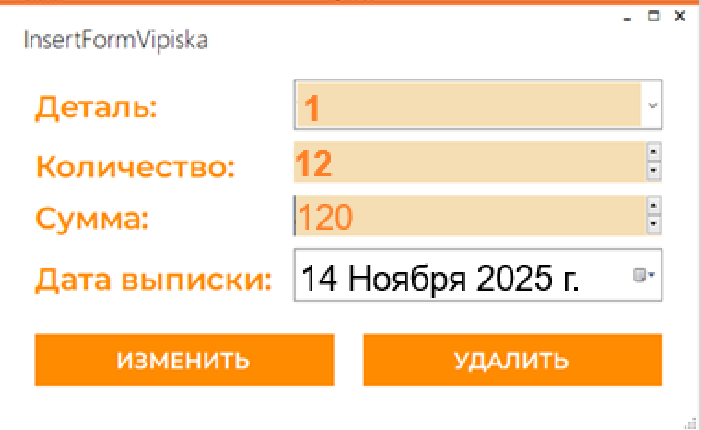 InsertFormVipiska
Деталь: 1
Количество: 12
Сумма: 120
Дата выписки: 14 Ноября 2025 г.
ИЗМЕНИТЬ УДАЛИТЬ